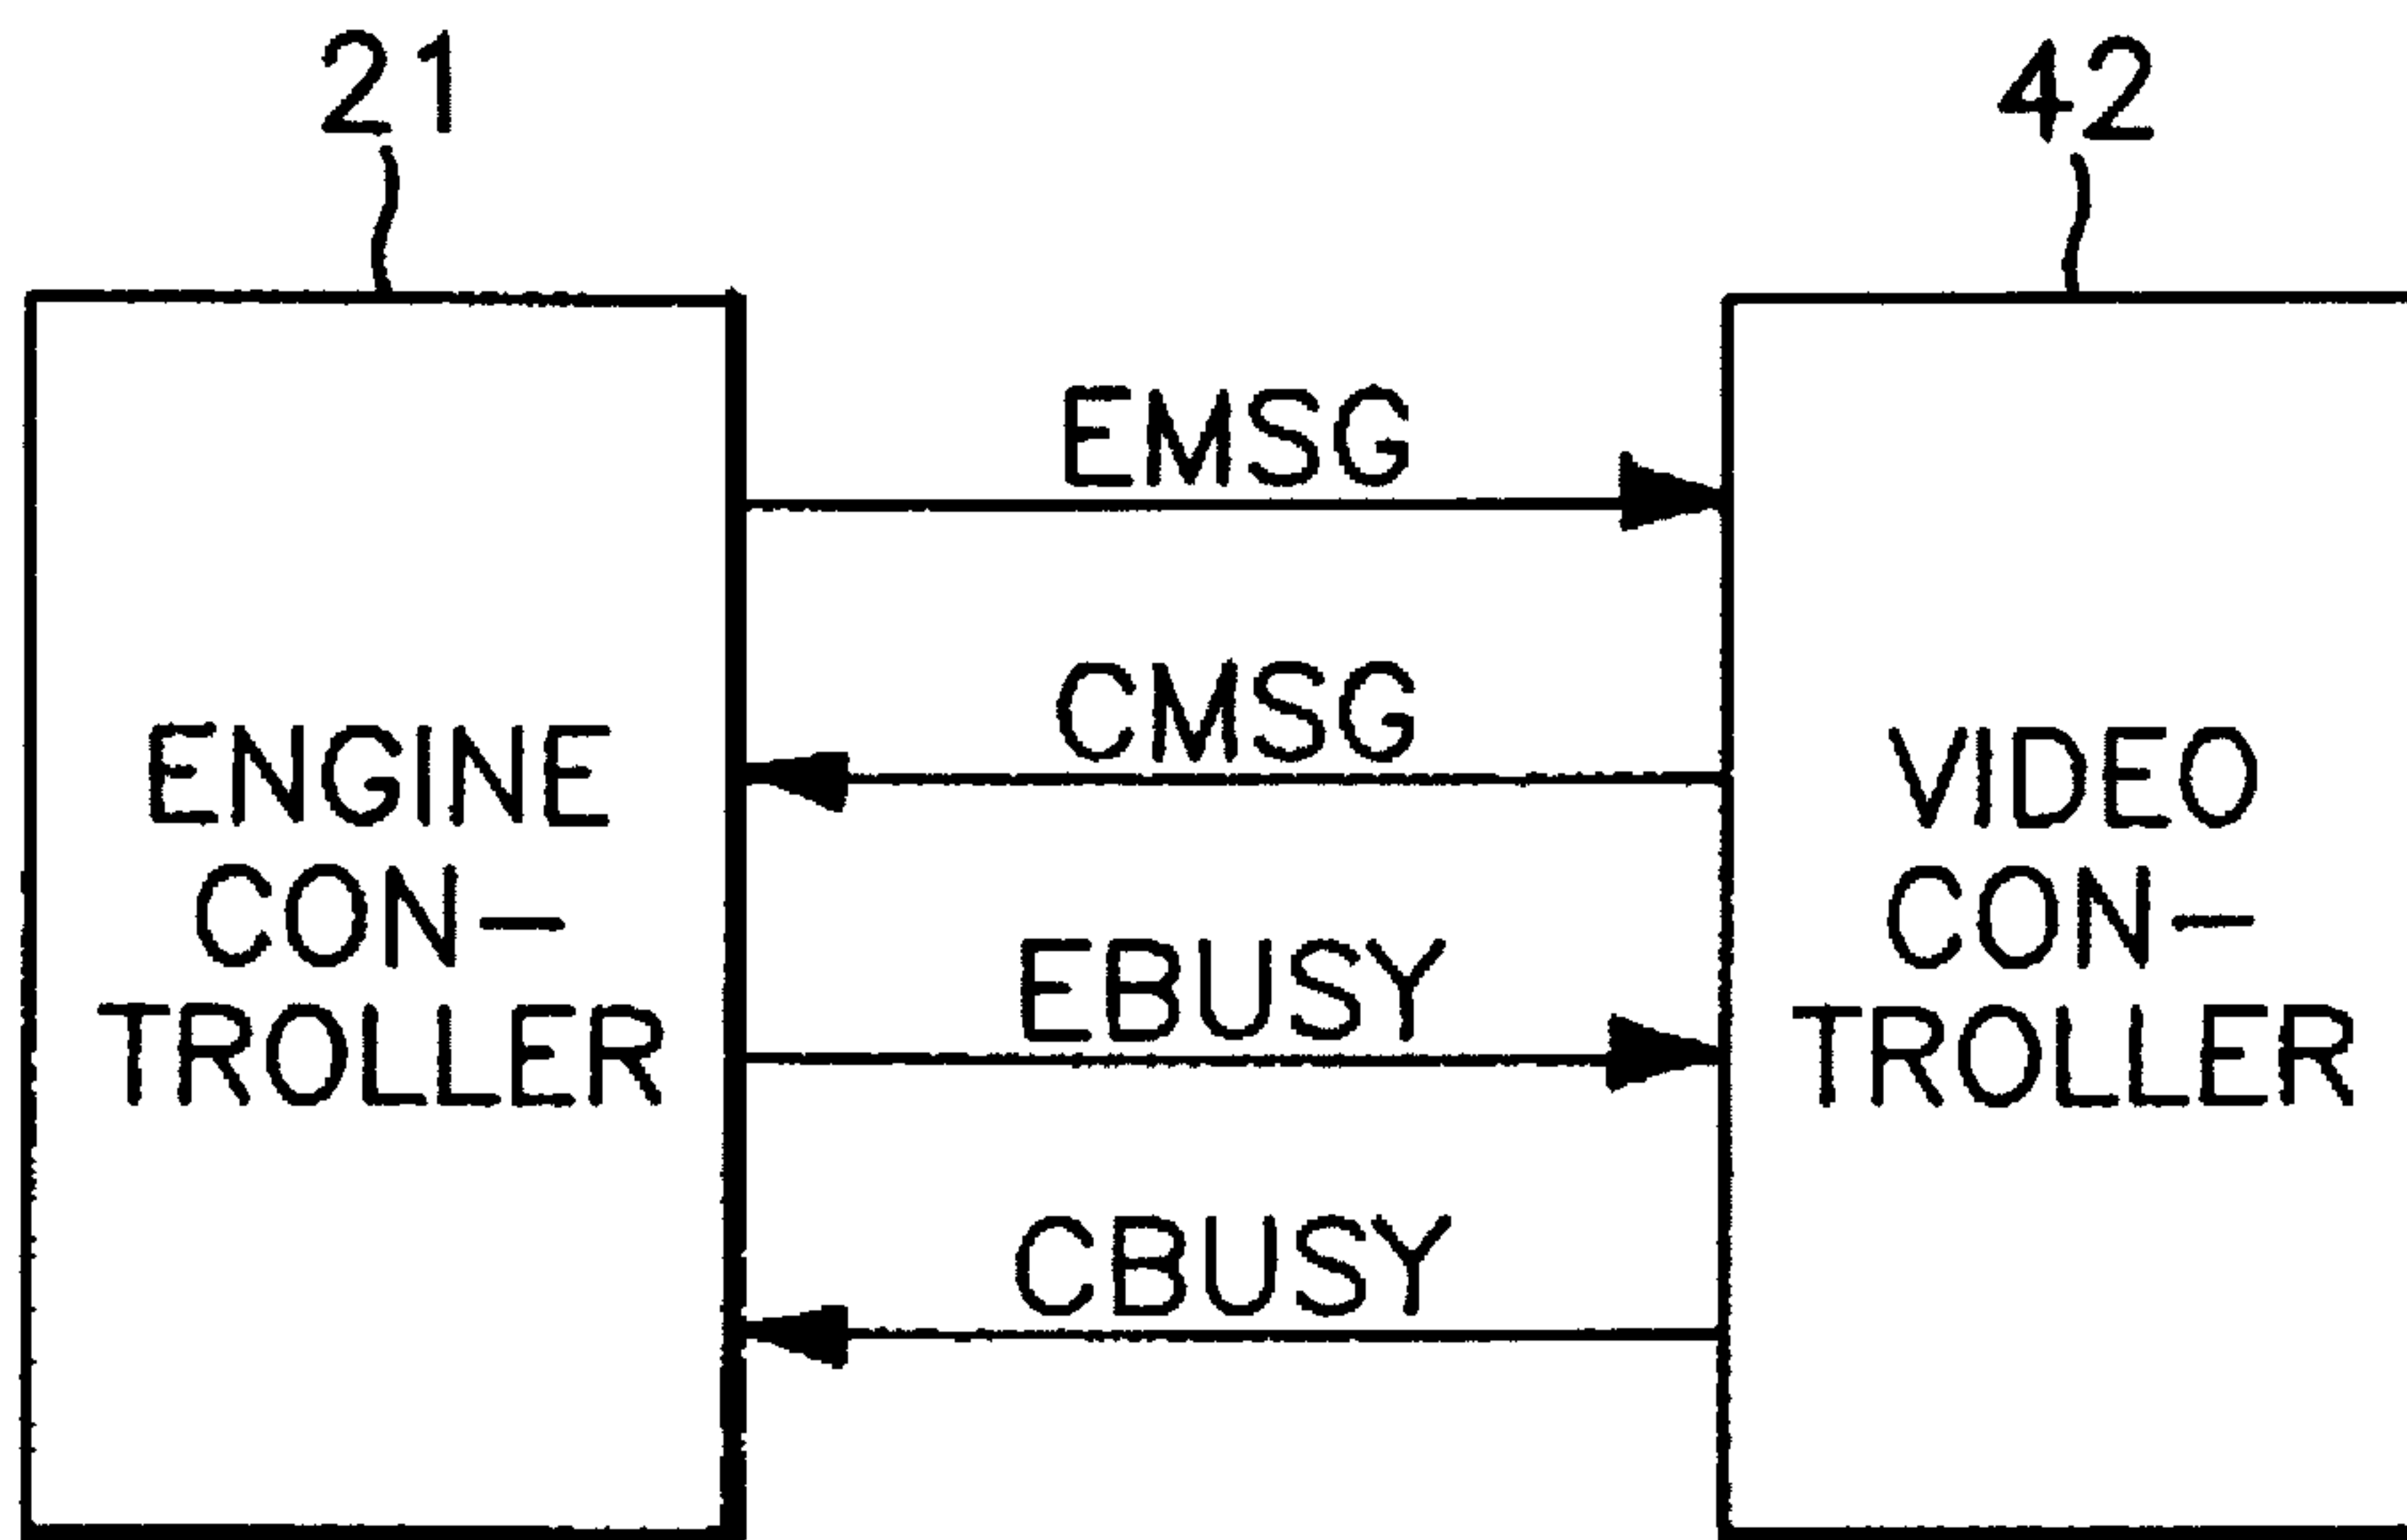 21
42
EMSG
CMSG
EBUSY
CBUSY
ENGINE
CON-
TROLLER
VIDEO
CON-
TROLLER